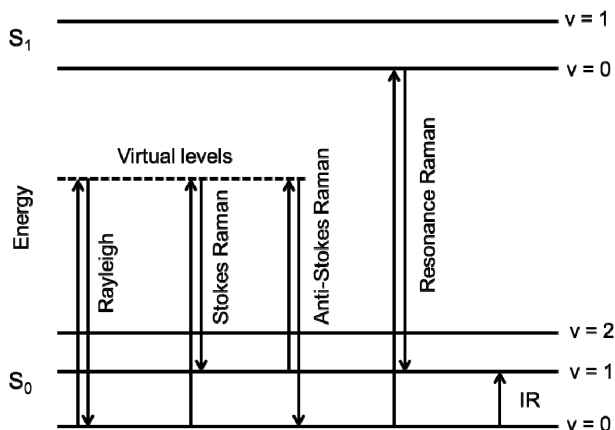 S1
v = 1
v = 0
Virtual levels
Energy
Rayleigh
Stokes Raman
Anti-Stokes Raman
Resonance Raman
v = 2
S0
v = 1
IR
v = 0